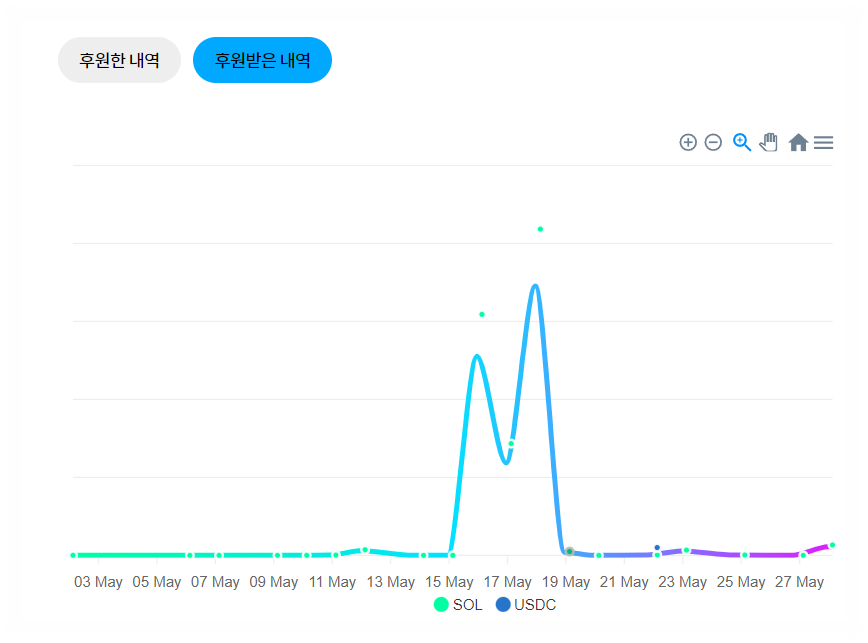 후원한 내역 후원받은 내역
03 May 05 May 07 May 09 May 11 May 13 May 15 May 17 May 19 May 21 May 23 May 25 May 27 May
SOL USDC